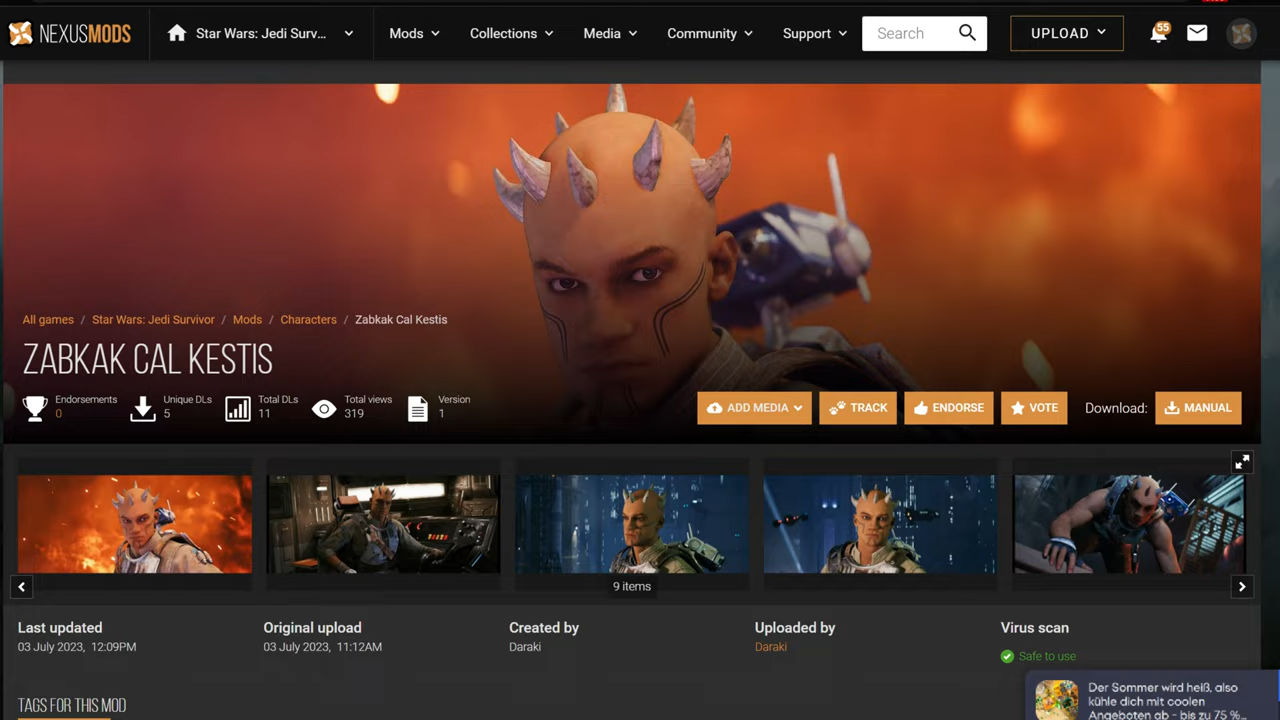 NEXUSMODS
Star Wars: Jedi Surv...
Mods
Collections
Media
Community
Support
Search
UPLOAD
55
All games / Star Wars: Jedi Survivor / Mods / Characters / Zabkak Cal Kestis
ZABKAK CAL KESTIS
Endorsements
0
Unique DLs
5
Total DLs
11
Total views
319
Version
1
ADD MEDIA
TRACK
ENDORSE
VOTE
Download:
MANUAL
9 items
Last updated
03 July 2023, 12:09PM
Original upload
03 July 2023, 11:12AM
Created by
Daraki
Uploaded by
Daraki
Virus scan
Safe to use
TAGS FOR THIS MOD
Der Sommer wird heiß, also
kühle dich mit coolen
Angeboten ab - bis zu 75 %...